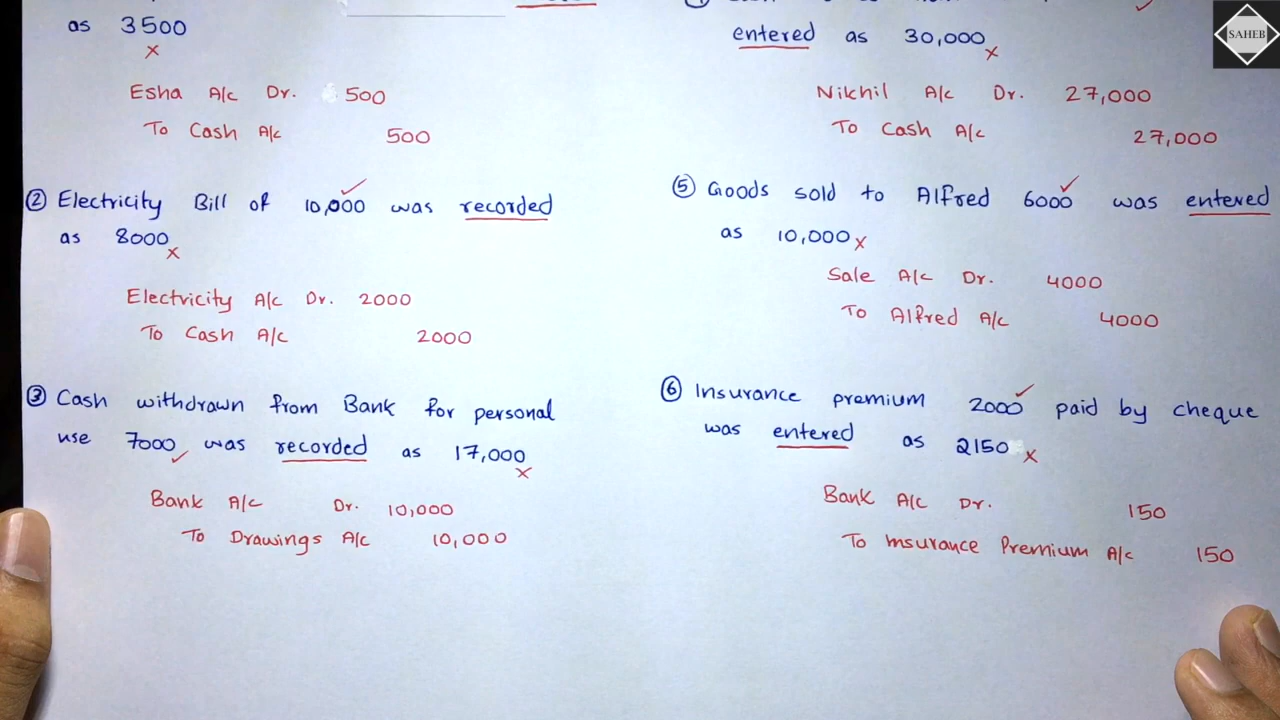 as 3500
x
Esha A/c Dr. 500
To Cash A/c 500
② Electricity Bill of 10,000 was recorded
as 8000
x
Electricity A/c Dr. 2000
To Cash A/c 2000
③ Cash withdrawn from Bank for personal
use 7000 was recorded as 17,000
x
Bank A/c Dr. 10,000
To Drawings A/c 10,000
entered as 30,000
x
Nikhil A/c Dr. 27,000
To Cash A/c 27,000
⑤ Goods sold to Alfred 6000 was entered
as 10,000 x
Sale A/c Dr. 4000
To Alfred A/c 4000
⑥ Insurance premium 2000 paid by cheque
was entered as 2150 x
Bank A/c Dr. 150
To Insurance Premium A/c 150
SAHEB